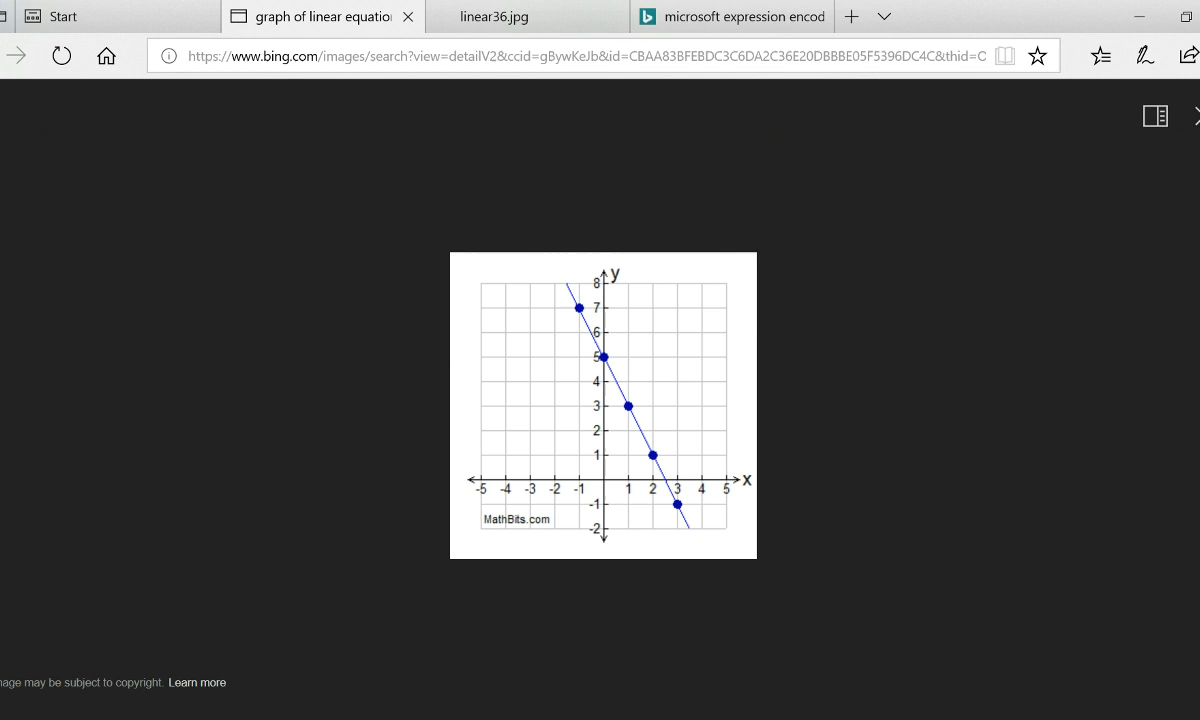 Start
graph of linear equatio
linear36.jpg
microsoft expression encod
https://www.bing.com/images/search?view=detailV2&ccid=gBywKeJb&id=CBAA83BFEBDC3C6DA2C36E20DBBBE05F5396DC4C&thid=O
y
8
7
6
5
4
3
2
1
-5 -4 -3 -2 -1 1 2 3 4 5 x
-1
MathBits.com
-2
mage may be subject to copyright. Learn more